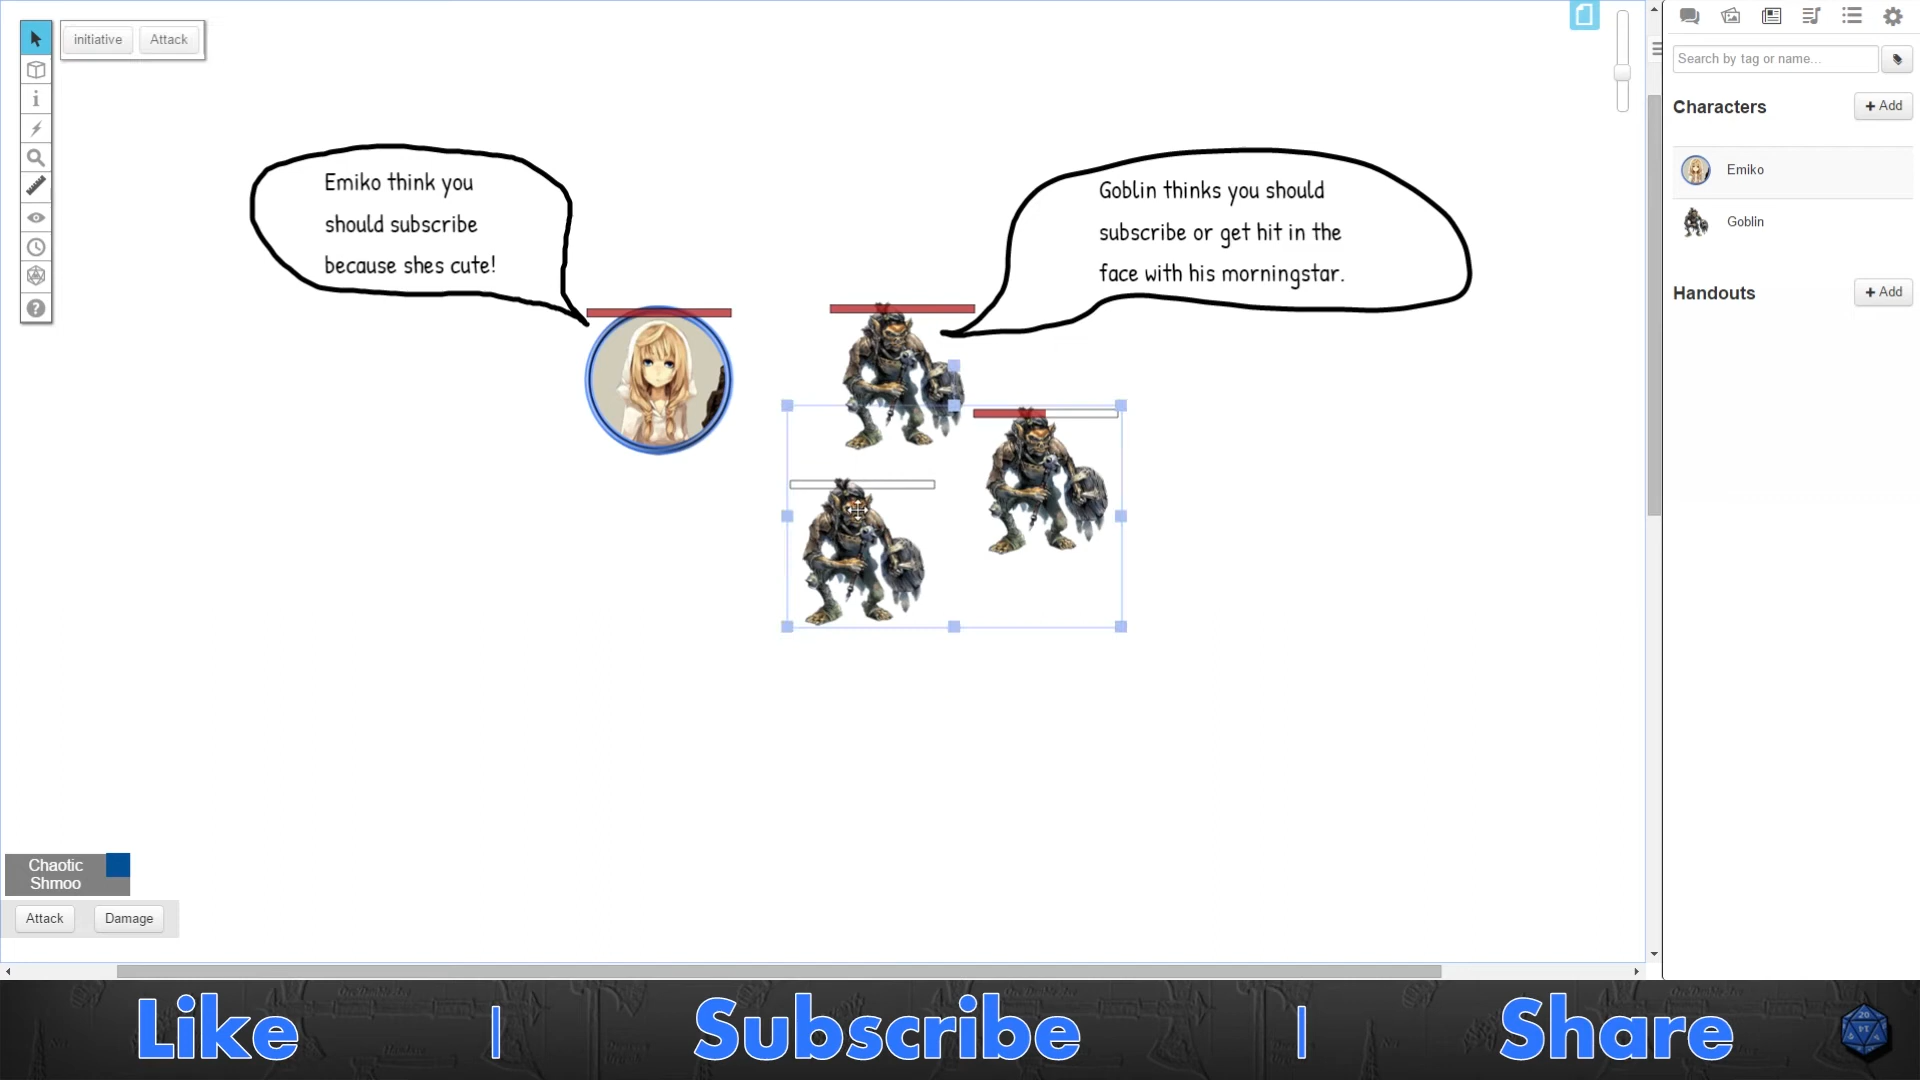 initiative Attack
Search by tag or name...
Characters
+ Add
Emiko
Goblin
Handouts
+ Add
Emiko think you
should subscribe
because shes cute!
Goblin thinks you should
subscribe or get hit in the
face with his morningstar.
Chaotic
Shmoo
Attack Damage
Like | Subscribe | Share